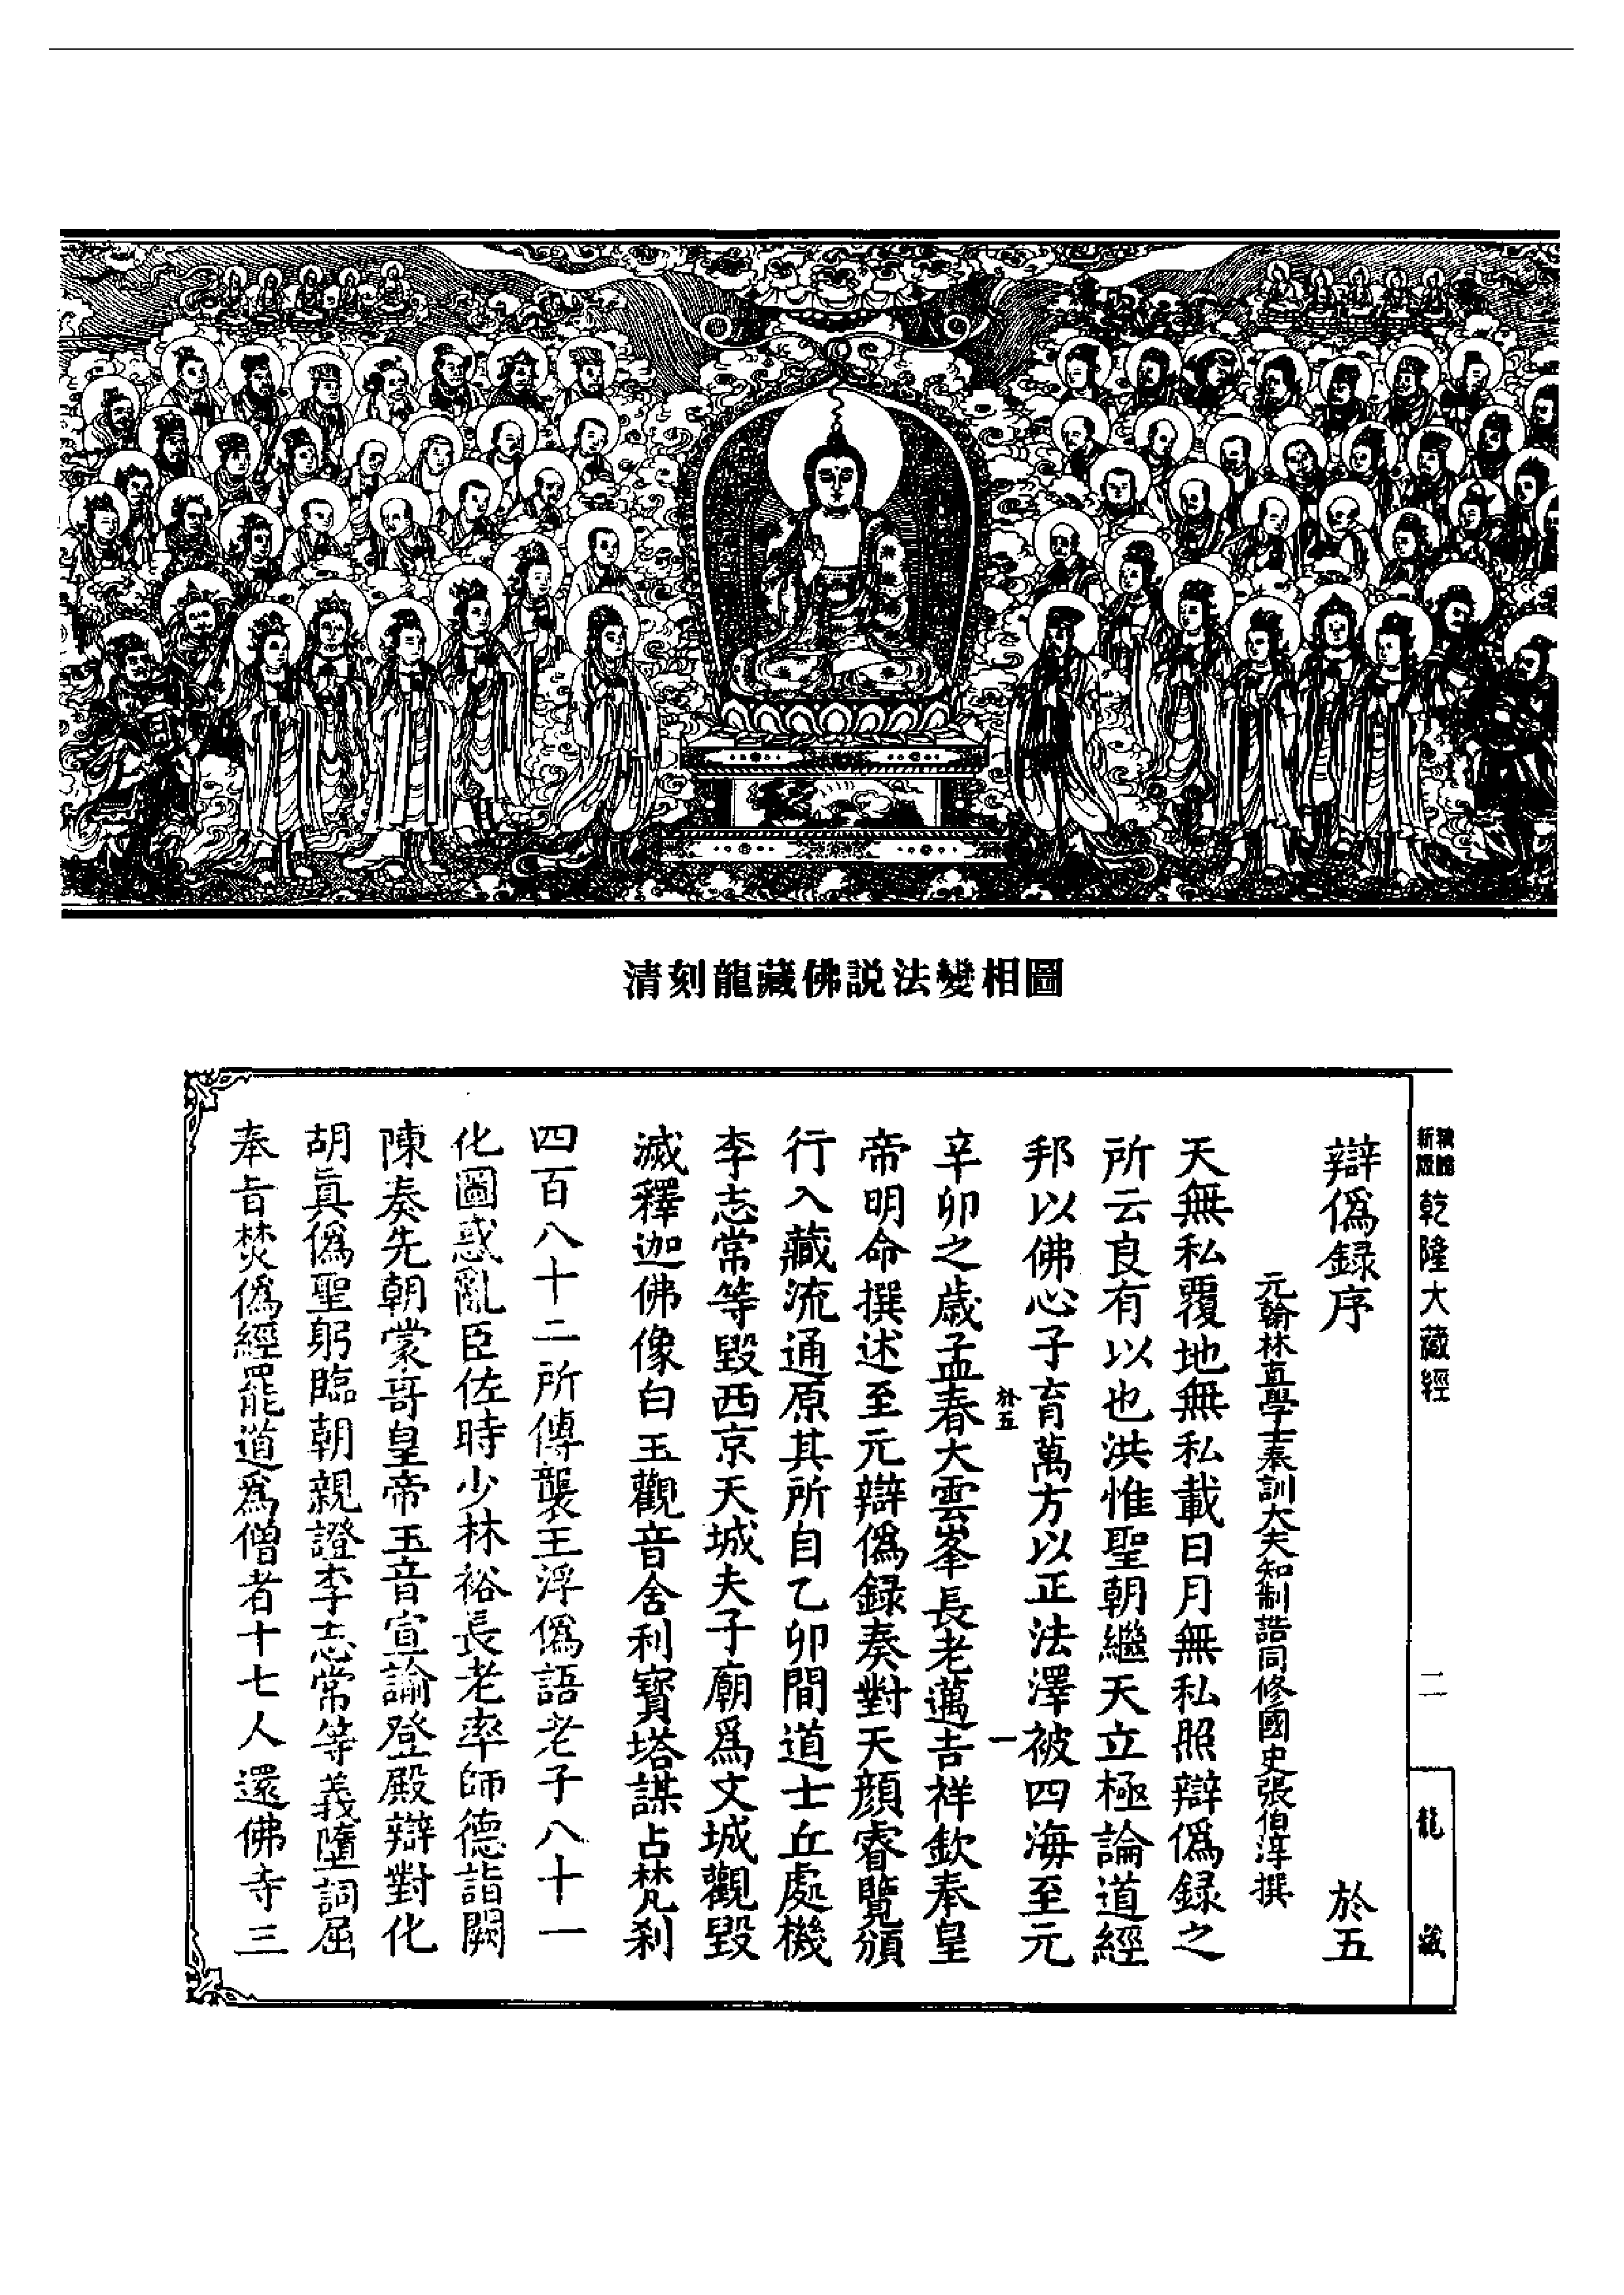 清刻龍藏佛說法變相圖
新版
乾隆大藏經
二
龍藏
辯僞録序 於五
元翰林直學士奉訓大夫知制誥同修國史張伯淳撰
天無私覆地無私載日月無私照辯僞録之
所云良有以也洪惟聖朝繼天立極論道經
邦以佛心子育萬方以正法澤被四海至元
於五 一
辛卯之歲孟春大雲峯長老邁吉祥欽奉皇
帝明命撰述至元辯僞録奏對天顔睿覽頒
行入藏流通原其所自乙卯間道士丘處機
李志常等毀西京天城夫子廟爲文城觀毀
滅釋迦佛像白玉觀音舍利寶塔謀占梵刹
四百八十二所傳襲王浮僞語老子八十一
化圖惑亂臣佐時少林裕長老率師德詣闕
陳奏先朝蒙哥皇帝玉音宣諭登殿辯對化
胡眞僞聖躬臨朝親證李志常等義墮詞屈
奉旨焚僞經罷道爲僧者十七人還佛寺三